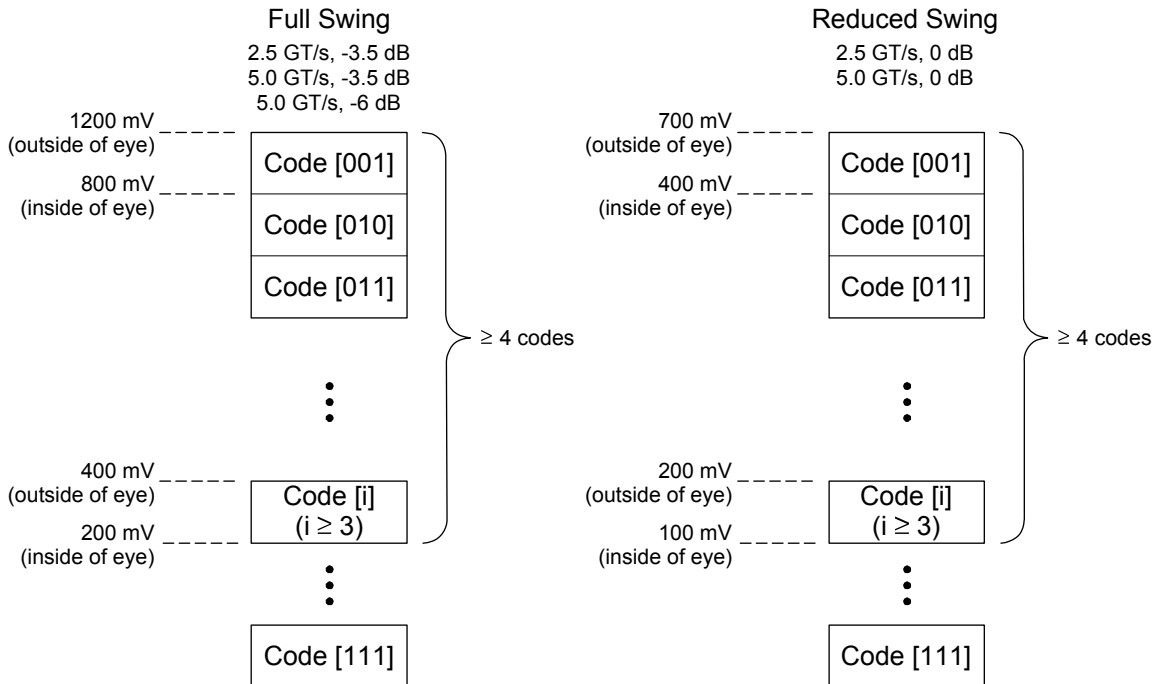 Full Swing
2.5 GT/s, -3.5 dB
5.0 GT/s, -3.5 dB
5.0 GT/s, -6 dB
1200 mV
(outside of eye)
800 mV
(inside of eye)
Code [001]
Code [010]
Code [011]
≥ 4 codes
400 mV
(outside of eye)
200 mV
(inside of eye)
Code [i]
(i ≥ 3)
Code [111]
Reduced Swing
2.5 GT/s, 0 dB
5.0 GT/s, 0 dB
700 mV
(outside of eye)
400 mV
(inside of eye)
Code [001]
Code [010]
Code [011]
≥ 4 codes
200 mV
(outside of eye)
100 mV
(inside of eye)
Code [i]
(i ≥ 3)
Code [111]